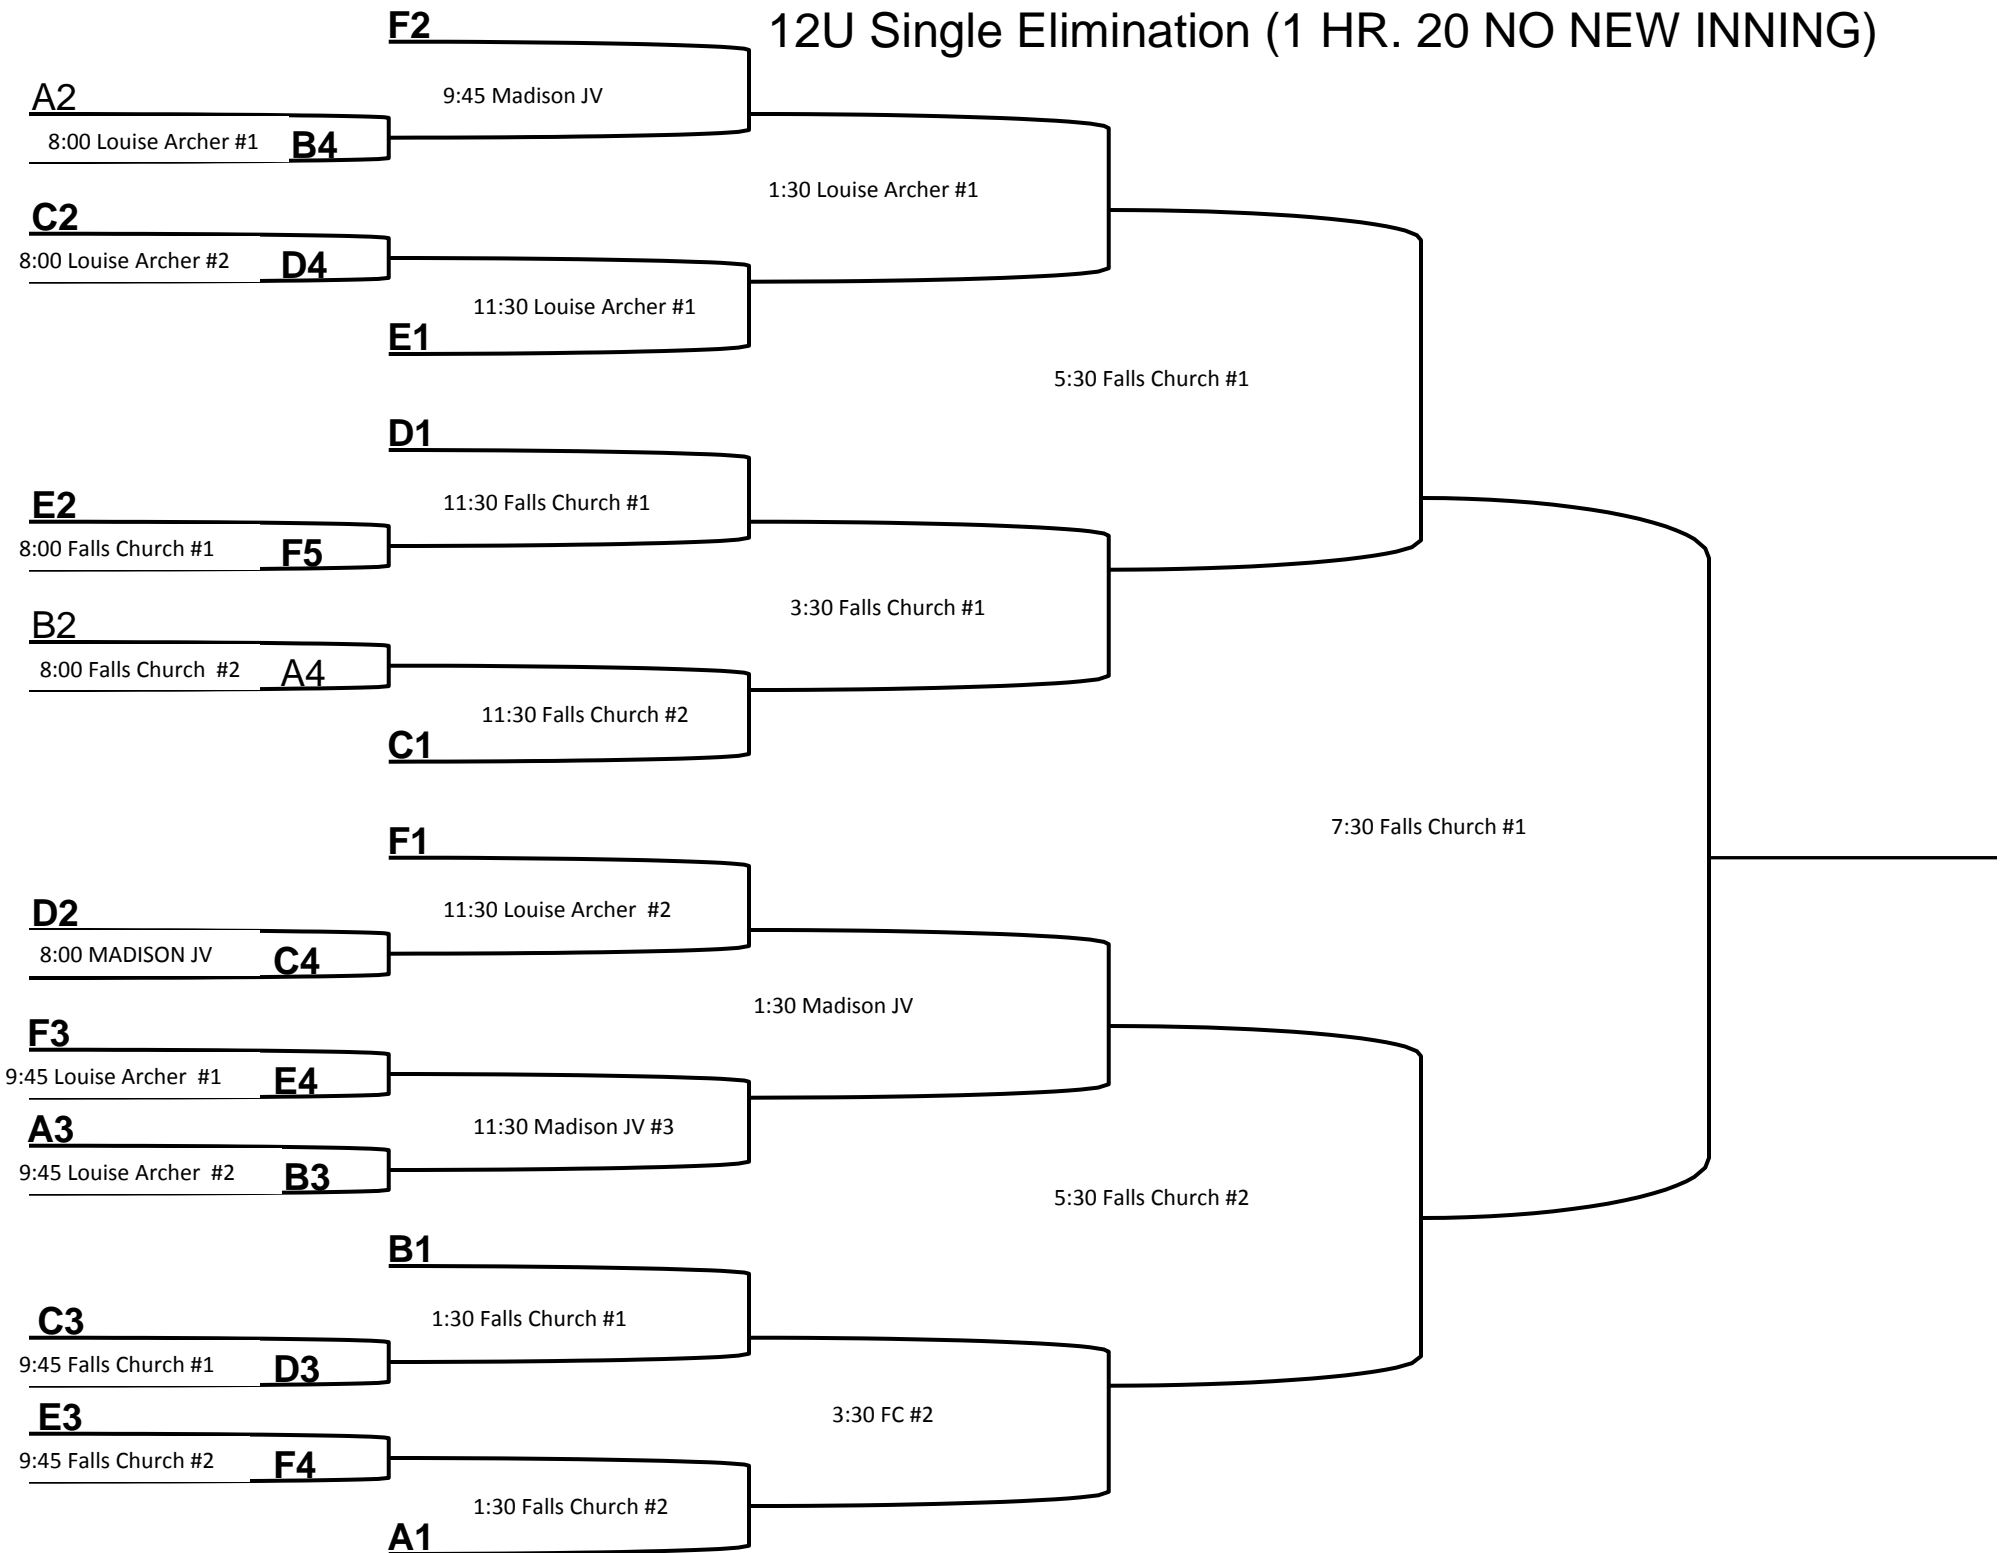 F2
12U Single Elimination (1 HR. 20 NO NEW INNING)
A2
9:45 Madison JV
8:00 Louise Archer #1 B4
1:30 Louise Archer #1
C2
8:00 Louise Archer #2 D4
11:30 Louise Archer #1
E1
5:30 Falls Church #1
D1
E2
11:30 Falls Church #1
8:00 Falls Church #1 F5
3:30 Falls Church #1
B2
8:00 Falls Church #2 A4
11:30 Falls Church #2
C1
7:30 Falls Church #1
F1
D2
11:30 Louise Archer #2
8:00 MADISON JV C4
1:30 Madison JV
F3
9:45 Louise Archer #1 E4
A3
11:30 Madison JV #3
9:45 Louise Archer #2 B3
5:30 Falls Church #2
B1
C3
1:30 Falls Church #1
9:45 Falls Church #1 D3
E3
3:30 FC #2
9:45 Falls Church #2 F4
1:30 Falls Church #2
A1